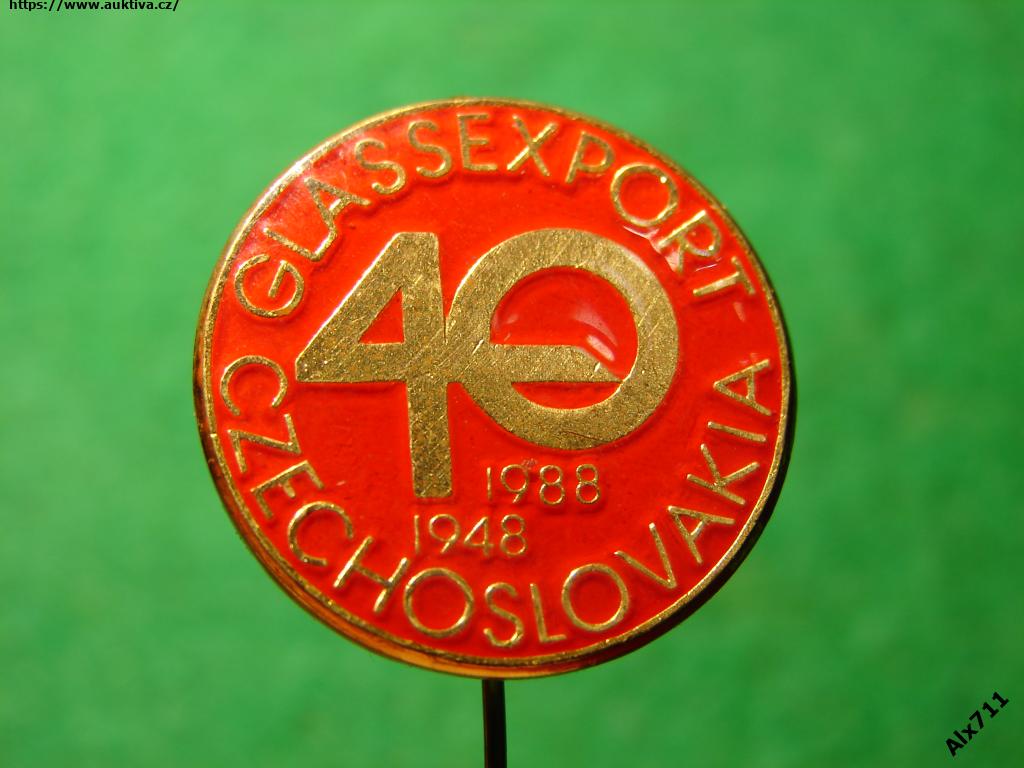 https://www.auktiva.cz/
GLASSEXPORT
40
1988
1948
CZECHOSLOVAKIA
Alx711